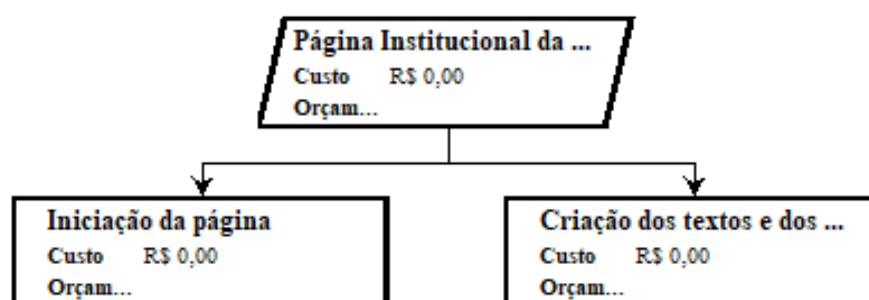 Página Institucional da ...
Custo R$ 0,00
Orçam...
Iniciação da página
Custo R$ 0,00
Orçam...
Criação dos textos e dos ...
Custo R$ 0,00
Orçam...